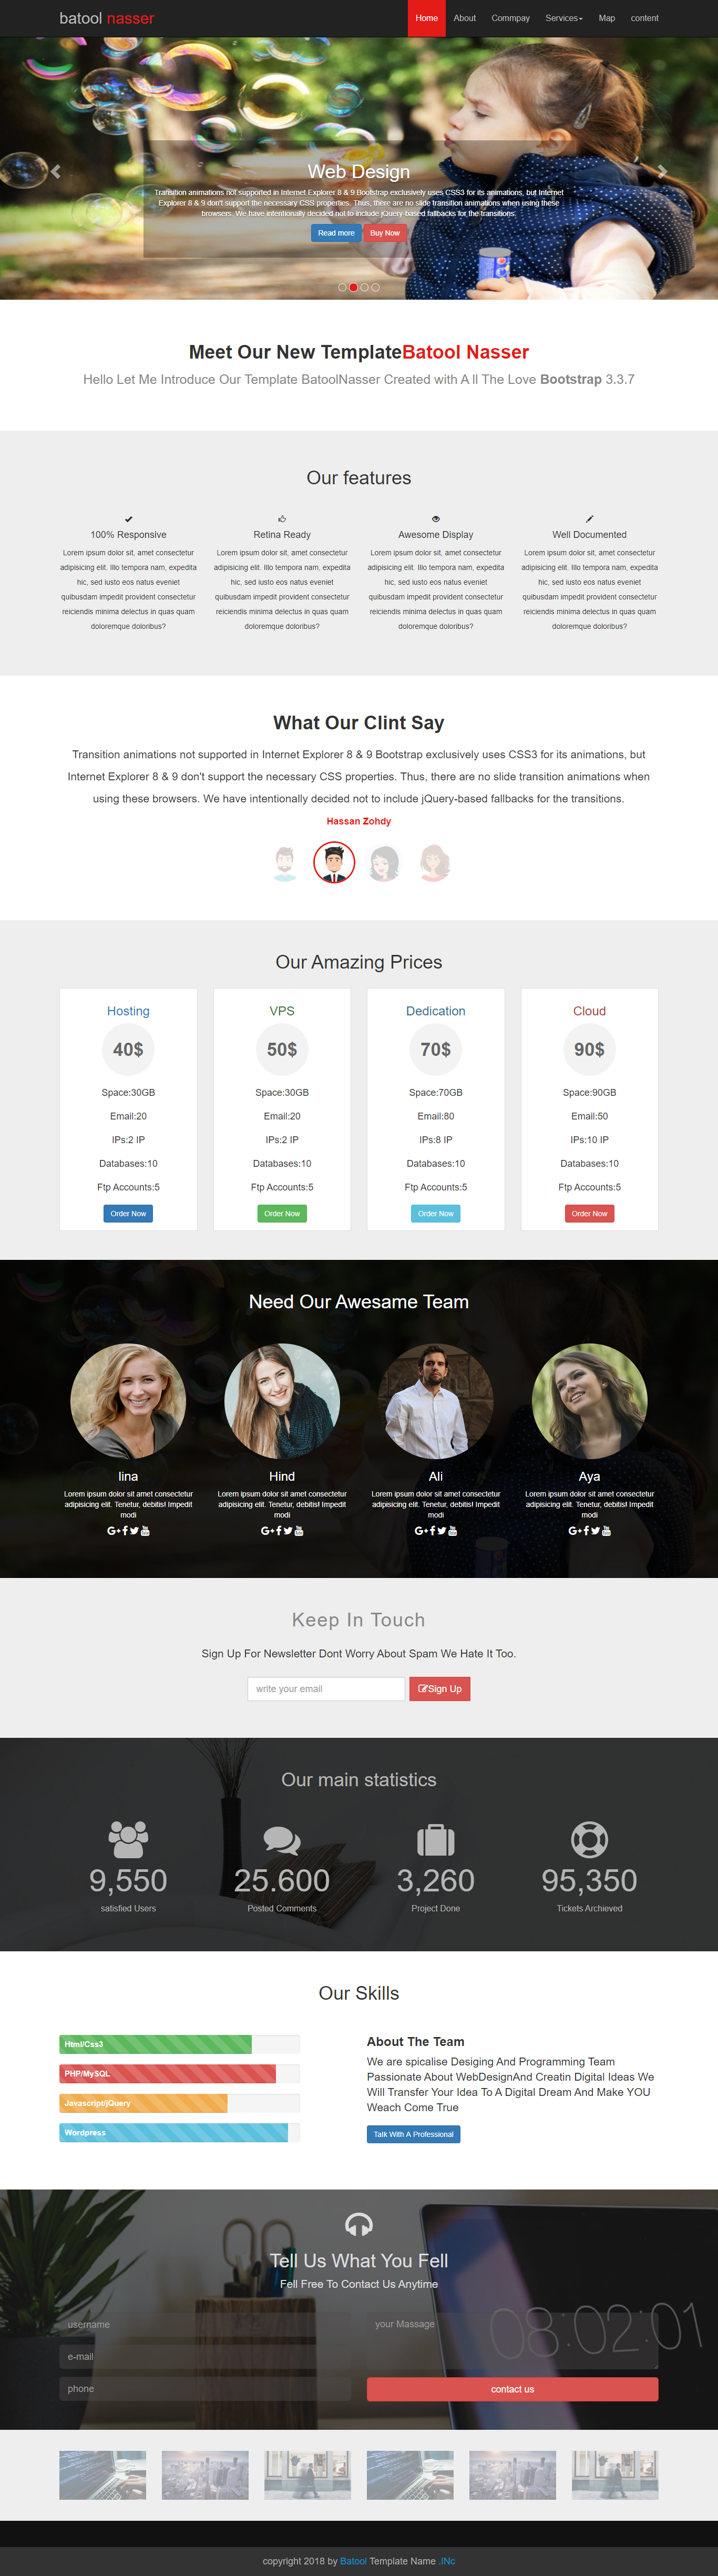 batool nasser
Home About Commpay Services Map content
Web Design
Transition animations not supported in Internet Explorer 8 & 9 Bootstrap exclusively uses CSS3 for its animations, but Internet
Explorer 8 & 9 don't support the necessary CSS properties. Thus, there are no slide transition animations when using these
browsers. We have intentionally decided not to include jQuery-based fallbacks for the transitions.
Read more Buy Now
Meet Our New TemplateBatool Nasser
Hello Let Me Introduce Our Template BatoolNasser Created with A ll The Love Bootstrap 3.3.7
Our features
100% Responsive
Lorem ipsum dolor sit, amet consectetur
adipisicing elit. Illo tempora nam, expedita
hic, sed iusto eos natus eveniet
quibusdam impedit provident consectetur
reiciendis minima delectus in quas quam
doloremque doloribus?
Retina Ready
Lorem ipsum dolor sit, amet consectetur
adipisicing elit. Illo tempora nam, expedita
hic, sed iusto eos natus eveniet
quibusdam impedit provident consectetur
reiciendis minima delectus in quas quam
doloremque doloribus?
Awesome Display
Lorem ipsum dolor sit, amet consectetur
adipisicing elit. Illo tempora nam, expedita
hic, sed iusto eos natus eveniet
quibusdam impedit provident consectetur
reiciendis minima delectus in quas quam
doloremque doloribus?
Well Documented
Lorem ipsum dolor sit, amet consectetur
adipisicing elit. Illo tempora nam, expedita
hic, sed iusto eos natus eveniet
quibusdam impedit provident consectetur
reiciendis minima delectus in quas quam
doloremque doloribus?
What Our Clint Say
Transition animations not supported in Internet Explorer 8 & 9 Bootstrap exclusively uses CSS3 for its animations, but
Internet Explorer 8 & 9 don't support the necessary CSS properties. Thus, there are no slide transition animations when
using these browsers. We have intentionally decided not to include jQuery-based fallbacks for the transitions.
Hassan Zohdy
Our Amazing Prices
Hosting
40$
Space:30GB
Email:20
IPs:2 IP
Databases:10
Ftp Accounts:5
Order Now
VPS
50$
Space:30GB
Email:20
IPs:2 IP
Databases:10
Ftp Accounts:5
Order Now
Dedication
70$
Space:70GB
Email:80
IPs:8 IP
Databases:10
Ftp Accounts:5
Order Now
Cloud
90$
Space:90GB
Email:50
IPs:10 IP
Databases:10
Ftp Accounts:5
Order Now
Need Our Awesame Team
lina
Lorem ipsum dolor sit amet consectetur
adipisicing elit. Tenetur, debitis! Impedit
modi
Hind
Lorem ipsum dolor sit amet consectetur
adipisicing elit. Tenetur, debitis! Impedit
modi
Ali
Lorem ipsum dolor sit amet consectetur
adipisicing elit. Tenetur, debitis! Impedit
modi
Aya
Lorem ipsum dolor sit amet consectetur
adipisicing elit. Tenetur, debitis! Impedit
modi
Keep In Touch
Sign Up For Newsletter Dont Worry About Spam We Hate It Too.
write your email Sign Up
Our main statistics
9,550
satisfied Users
25.600
Posted Comments
3,260
Project Done
95,350
Tickets Archieved
Our Skills
Html/Css3
PHP/MySQL
Javascript/jQuery
Wordpress
About The Team
We are spicalise Desiging And Programming Team
Passionate About WebDesignAnd Creatin Digital Ideas We
Will Transfer Your Idea To A Digital Dream And Make YOU
Weach Come True
Talk With A Professional
Tell Us What You Fell
Fell Free To Contact Us Anytime
username
e-mail
phone
your Massage
08:02:01
contact us
copyright 2018 by Batool Template Name .INc